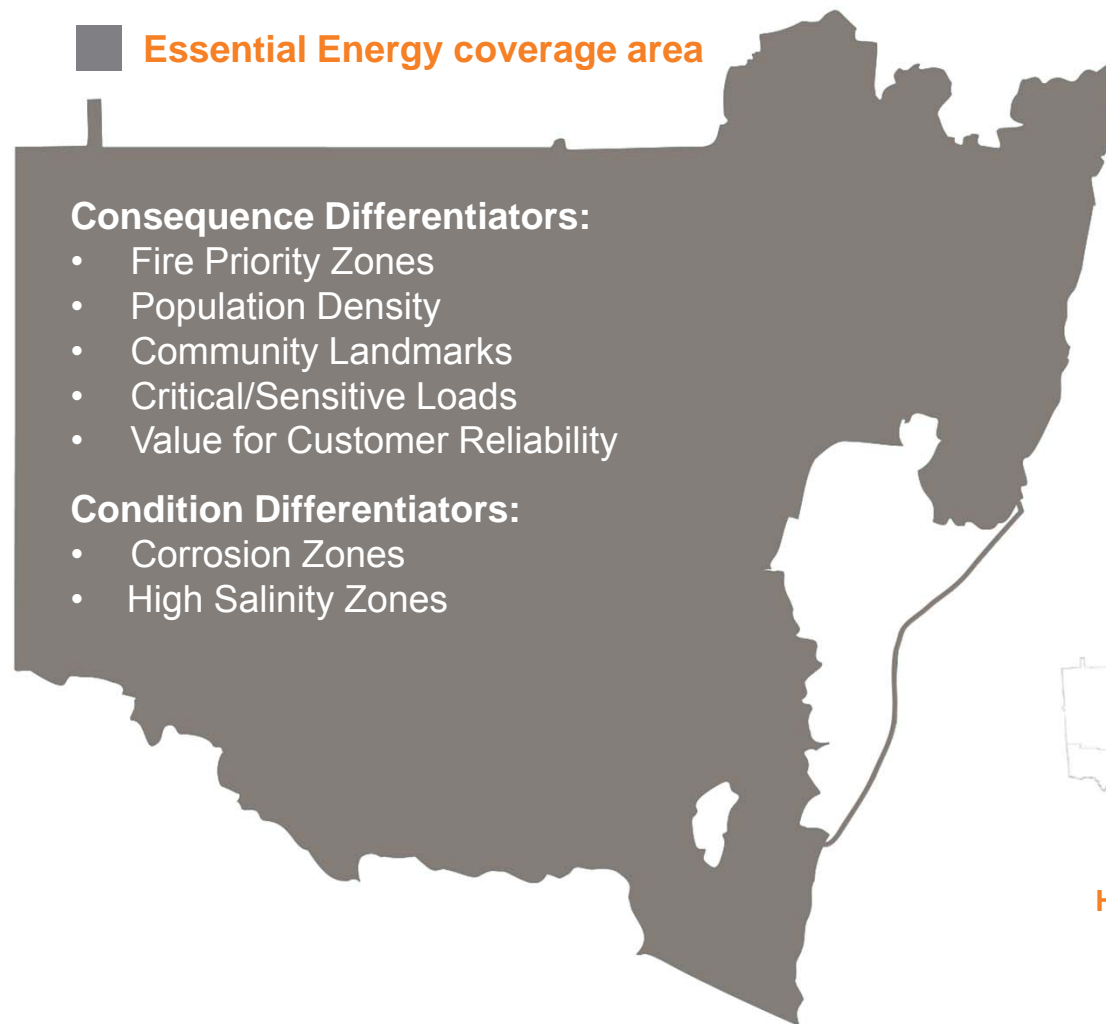 Essential Energy coverage area
Consequence Differentiators:
• Fire Priority Zones
• Population Density
• Community Landmarks
• Critical/Sensitive Loads
• Value for Customer Reliability
Condition Differentiators:
• Corrosion Zones
• High Salinity Zones
H